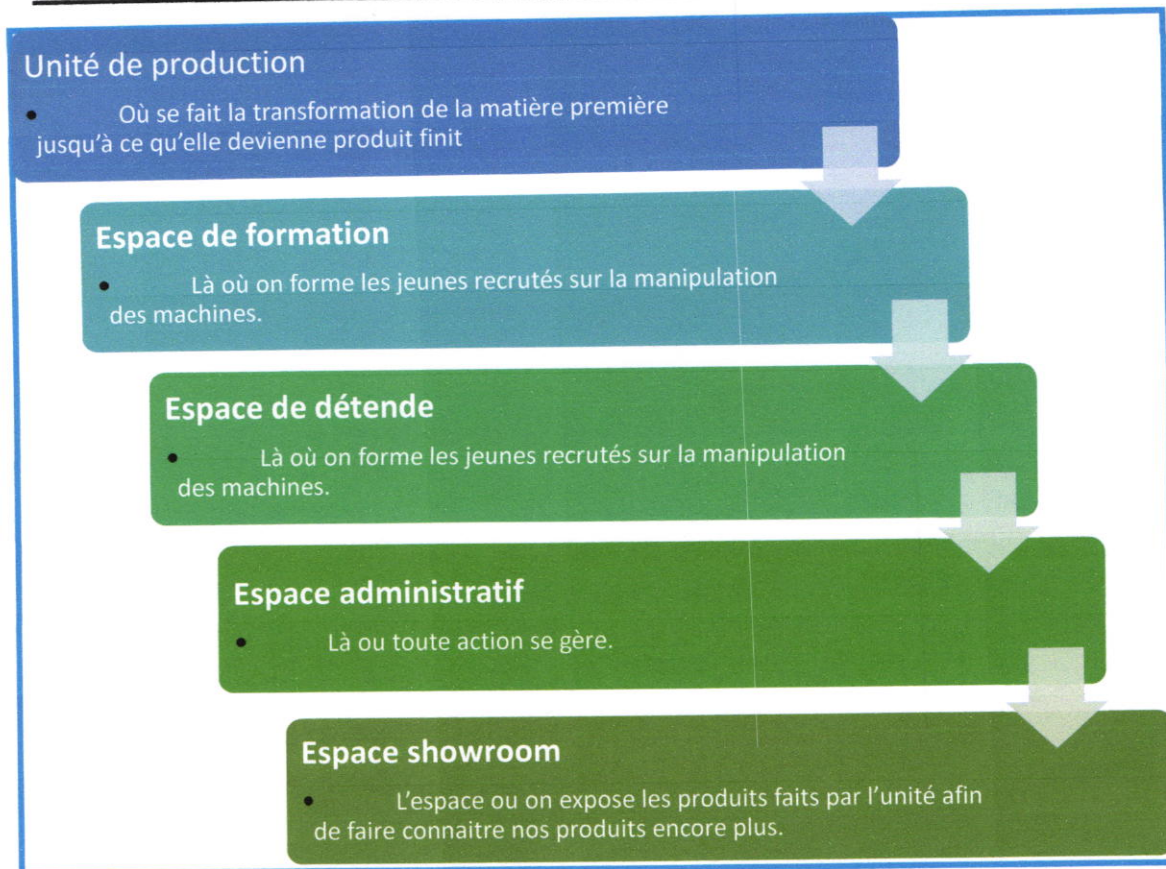 Unité de production
• Où se fait la transformation de la matière première
jusqu'à ce qu'elle devienne produit finit
Espace de formation
• Là où on forme les jeunes recrutés sur la manipulation
des machines.
Espace de détende
• Là où on forme les jeunes recrutés sur la manipulation
des machines.
Espace administratif
• Là ou toute action se gère.
Espace showroom
• L'espace ou on expose les produits faits par l'unité afin
de faire connaitre nos produits encore plus.